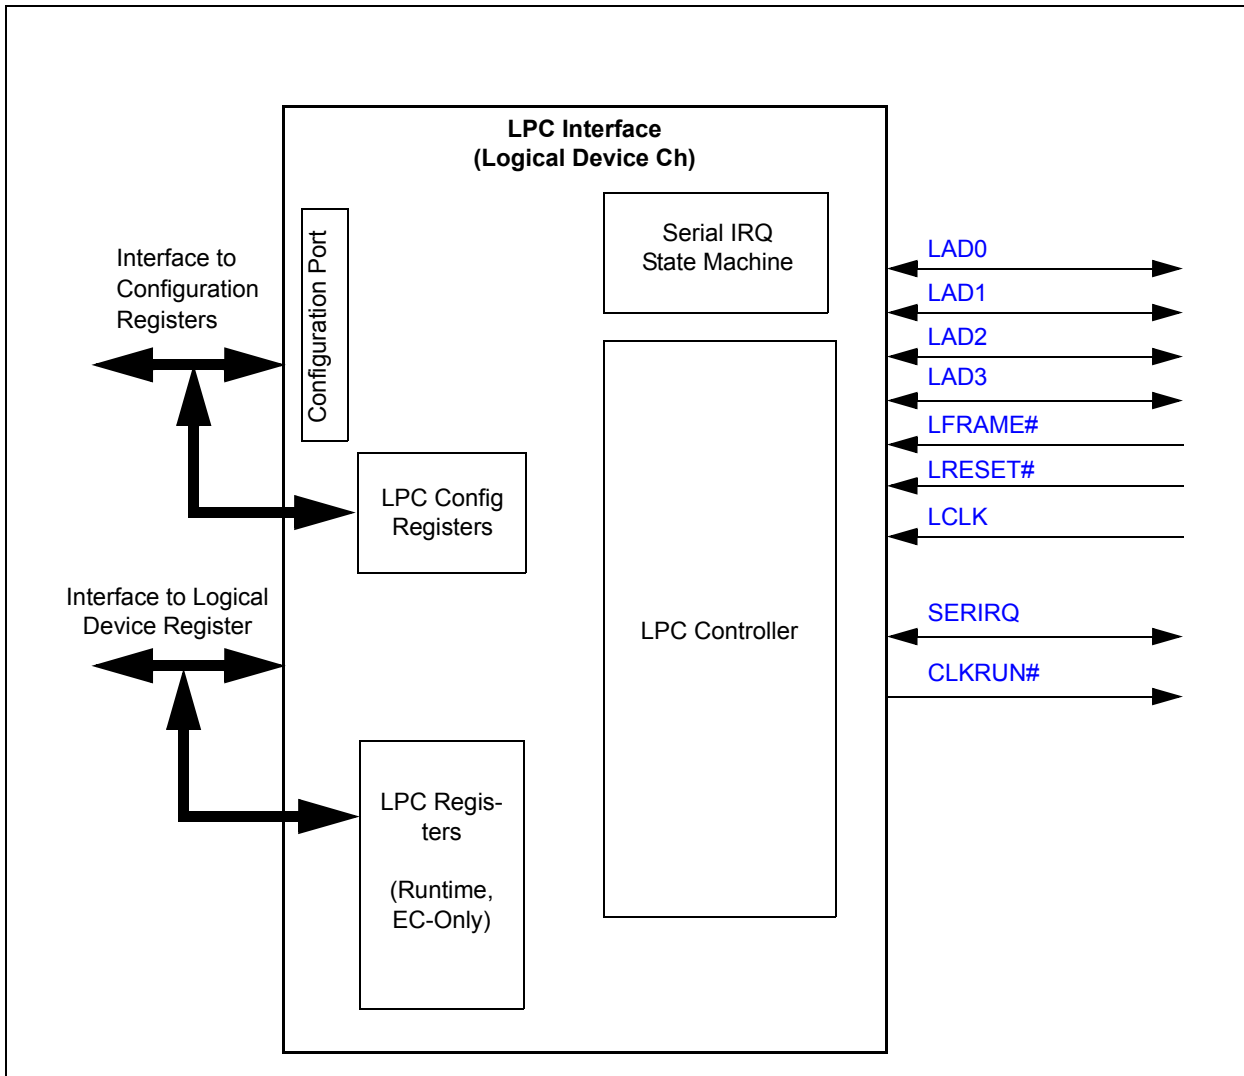 LPC Interface
(Logical Device Ch)
Interface to
Configuration
Registers
Configuration Port
Serial IRQ
State Machine
LAD0
LAD1
LAD2
LAD3
LFRAME#
LRESET#
LCLK
LPC Config
Registers
Interface to Logical
Device Register
LPC Controller
SERIRQ
CLKRUN#
LPC Regis-
ters
(Runtime,
EC-Only)